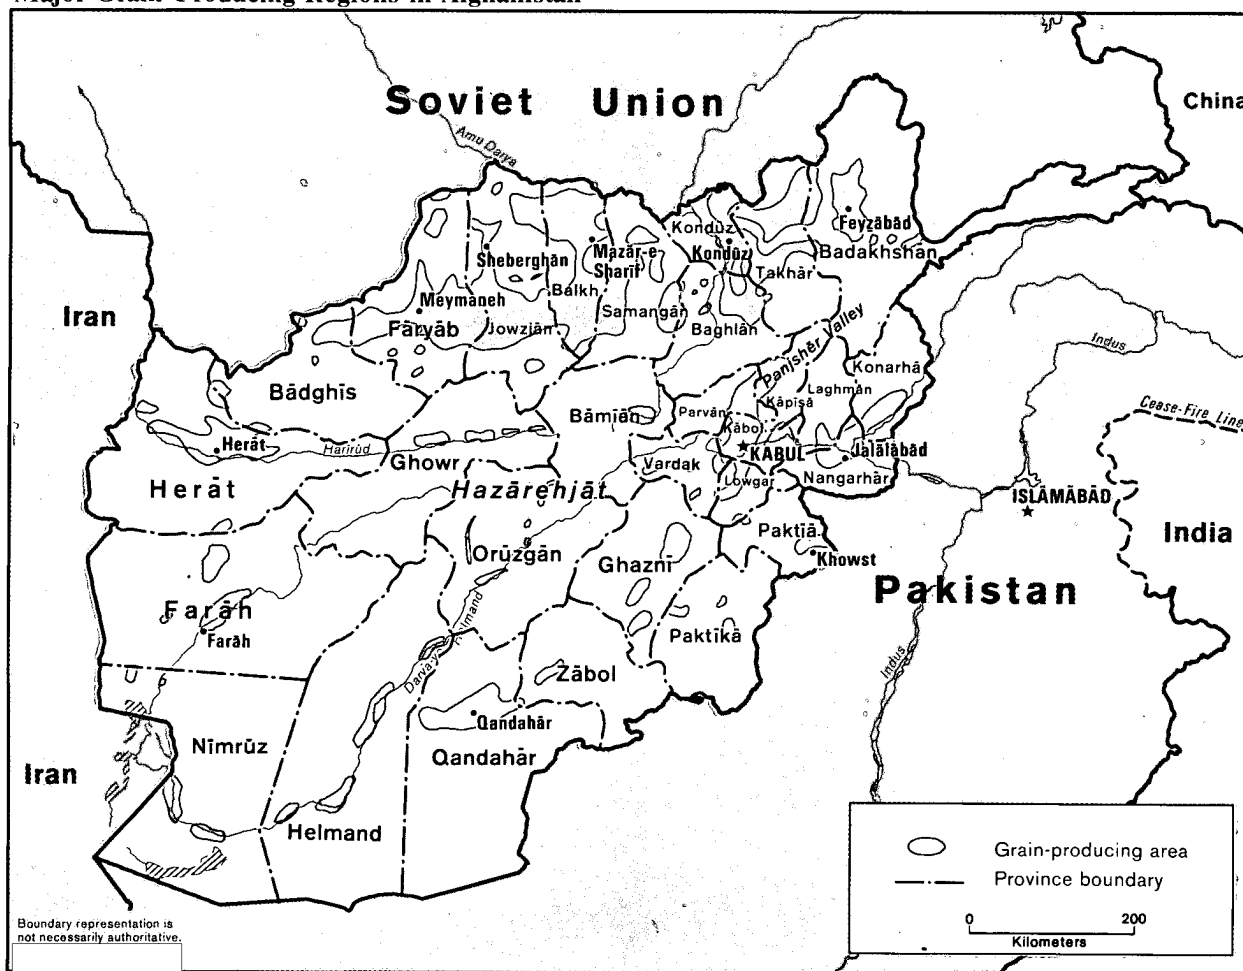 Major Grain-Producing Regions in Afghanistan
Soviet Union
China
Amu Darya
Kondūz
Feyẕābād
Kondūz
Mazār-e
Sharīf
Sheberghān
Badakhshān
Takhār
Balkh
Meymaneh
Samangān
Iran
Fāryāb
Jowzjān
Baghlān
Panjshēr Valley
Indus
Konarhā
Bādghīs
Laghmān
Kāpīsā
Cease-Fire Line
Bāmīān
Parvān
Kābol
Herāt
Harīrūd
KABUL
Jalālābād
Ghowr
Vardak
Lowgar
Nangarhār
Herāt
Hazārehjāt
ISLĀMĀBĀD
Paktīā
India
Orūzgān
Ghaznī
Khowst
Pakistan
Farāh
Farāh
Paktīkā
Darya-ye Helmand
Indus
Zābol
Qandahār
Nīmrūz
Qandahār
Iran
Helmand
Grain-producing area
Province boundary
0 200
Kilometers
Boundary representation is
not necessarily authoritative.